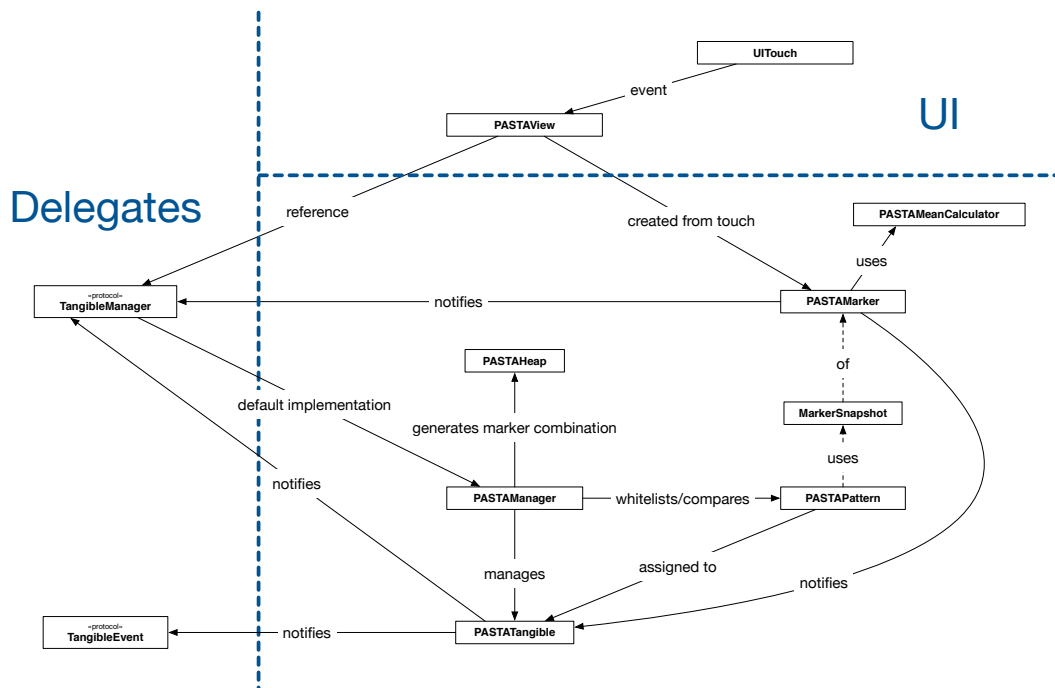 UITouch
event
UI
PASTAView
Delegates
reference
created from touch
PASTAMeanCalculator
uses
«protocol»
TangibleManager
notifies
PASTAMarker
PASTAHeap
of
default implementation
MarkerSnapshot
generates marker combination
uses
notifies
PASTAManager
whitelists/compares
PASTAPattern
manages
assigned to
notifies
«protocol»
TangibleEvent
notifies
PASTATangible